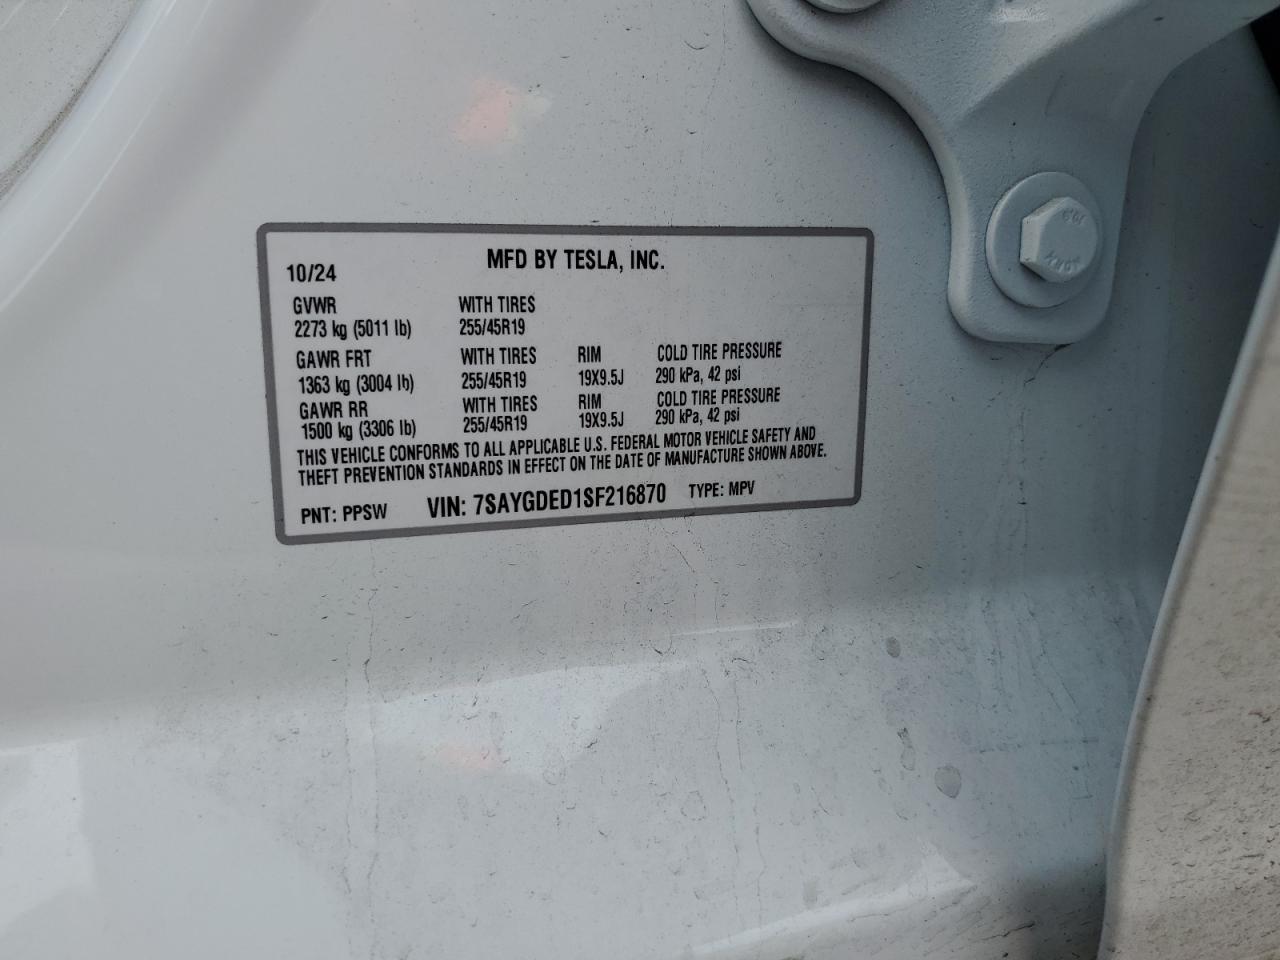 MFD BY TESLA, INC.
10/24
GVWR WITH TIRES
2273 kg (5011 lb) 255/45R19
GAWR FRT WITH TIRES RIM COLD TIRE PRESSURE
1363 kg (3004 lb) 255/45R19 19X9.5J 290 kPa, 42 psi
GAWR RR WITH TIRES RIM COLD TIRE PRESSURE
1500 kg (3306 lb) 255/45R19 19X9.5J 290 kPa, 42 psi
THIS VEHICLE CONFORMS TO ALL APPLICABLE U.S. FEDERAL MOTOR VEHICLE SAFETY AND
THEFT PREVENTION STANDARDS IN EFFECT ON THE DATE OF MANUFACTURE SHOWN ABOVE.
PNT: PPSW VIN: 7SAYGDED1SF216870 TYPE: MPV